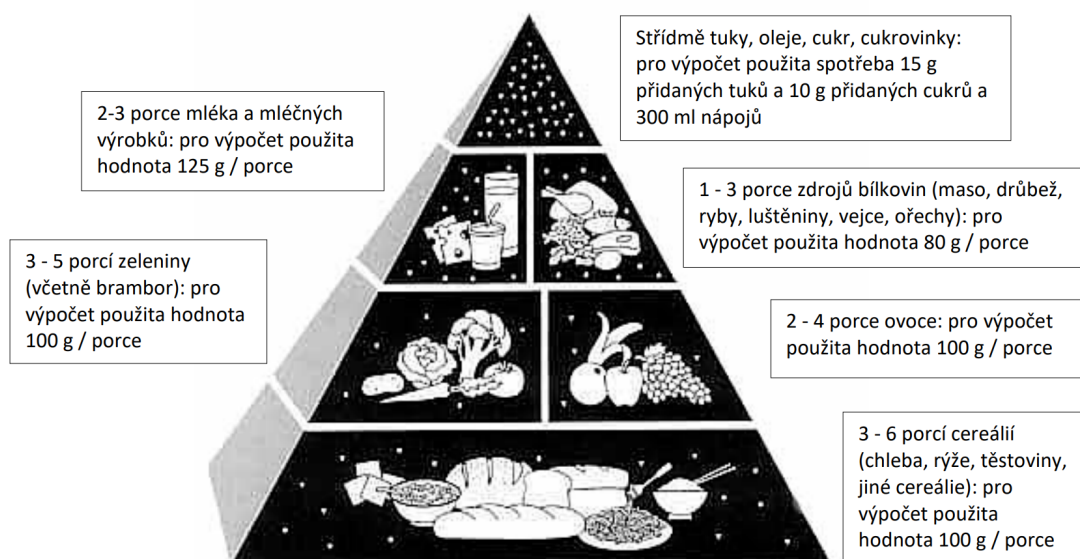 Střídmě tuky, oleje, cukr, cukrovinky:
pro výpočet použita spotřeba 15 g
přidaných tuků a 10 g přidaných cukrů a
300 ml nápojů
2-3 porce mléka a mléčných
výrobků: pro výpočet použita
hodnota 125 g / porce
1 - 3 porce zdrojů bílkovin (maso, drůbež,
ryby, luštěniny, vejce, ořechy): pro
výpočet použita hodnota 80 g / porce
3 - 5 porcí zeleniny
(včetně brambor): pro
výpočet použita hodnota
100 g / porce
2 - 4 porce ovoce: pro výpočet
použita hodnota 100 g / porce
3 - 6 porcí cereálií
(chleba, rýže, těstoviny,
jiné cereálie): pro
výpočet použita
hodnota 100 g / porce